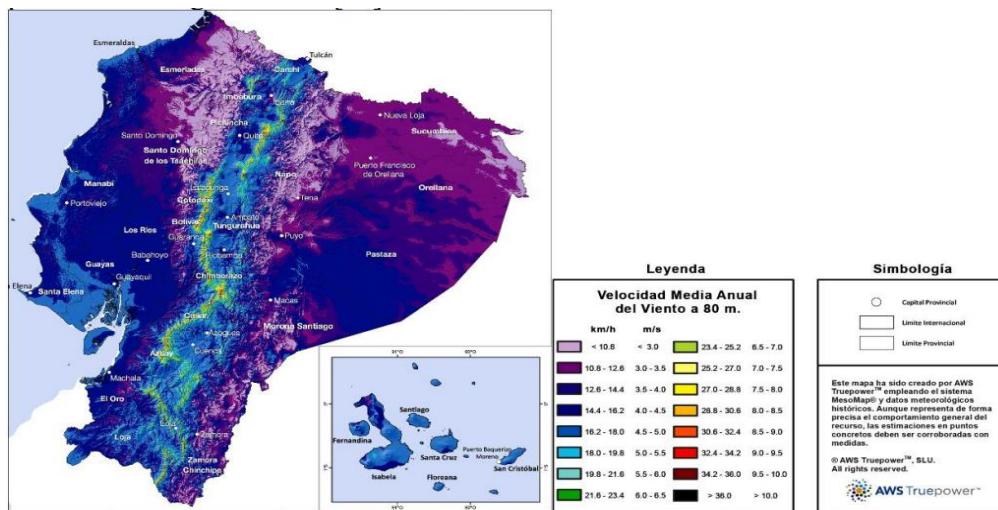 Esmeraldas
Tulcán
Esmeraldas
Carchi
Imbabura
Ibarra
Nueva Loja
Pichincha
Sucumbíos
Santo Domingo
Quito
Santo Domingo
de los Tsáchilas
Puerto Francisco
de Orellana
Napo
Manabí
Latacunga
Orellana
Cotopaxi
Tena
Portoviejo
Ambato
Bolívar
Tungurahua
Los Ríos
Guaranda
Puyo
Riobamba
Pastaza
Babahoyo
Guayas
Chimborazo
Guayaquil
Elena
Santa Elena
Macas
Cañar
Morona Santiago
Azogues
Azuay
Cuenca
Machala
El Oro
Loja
Loja
Zamora
Zamora
Chinchipe
Santiago
Fernandina
Santa Cruz
Puerto Baquerizo
Moreno
San Cristóbal
Isabela
Floreana
Leyenda
Velocidad Media Anual
del Viento a 80 m.
km/h m/s
< 10.8 < 3.0 23.4 - 25.2 6.5 - 7.0
10.8 - 12.6 3.0 - 3.5 25.2 - 27.0 7.0 - 7.5
12.6 - 14.4 3.5 - 4.0 27.0 - 28.8 7.5 - 8.0
14.4 - 16.2 4.0 - 4.5 28.8 - 30.6 8.0 - 8.5
16.2 - 18.0 4.5 - 5.0 30.6 - 32.4 8.5 - 9.0
18.0 - 19.8 5.0 - 5.5 32.4 - 34.2 9.0 - 9.5
19.8 - 21.6 5.5 - 6.0 34.2 - 36.0 9.5 - 10.0
21.6 - 23.4 6.0 - 6.5 > 36.0 > 10.0
Simbología
Capital Provincial
Límite Internacional
Límite Provincial
Este mapa ha sido creado por AWS
Truepower™ empleando el sistema
MesoMap® y datos meteorológicos
históricos. Aunque representa de forma
precisa el comportamiento general del
recurso, las estimaciones en puntos
concretos deben ser corroboradas con
medidas.
® AWS Truepower™, SLU.
All rights reserved.
AWS Truepower™